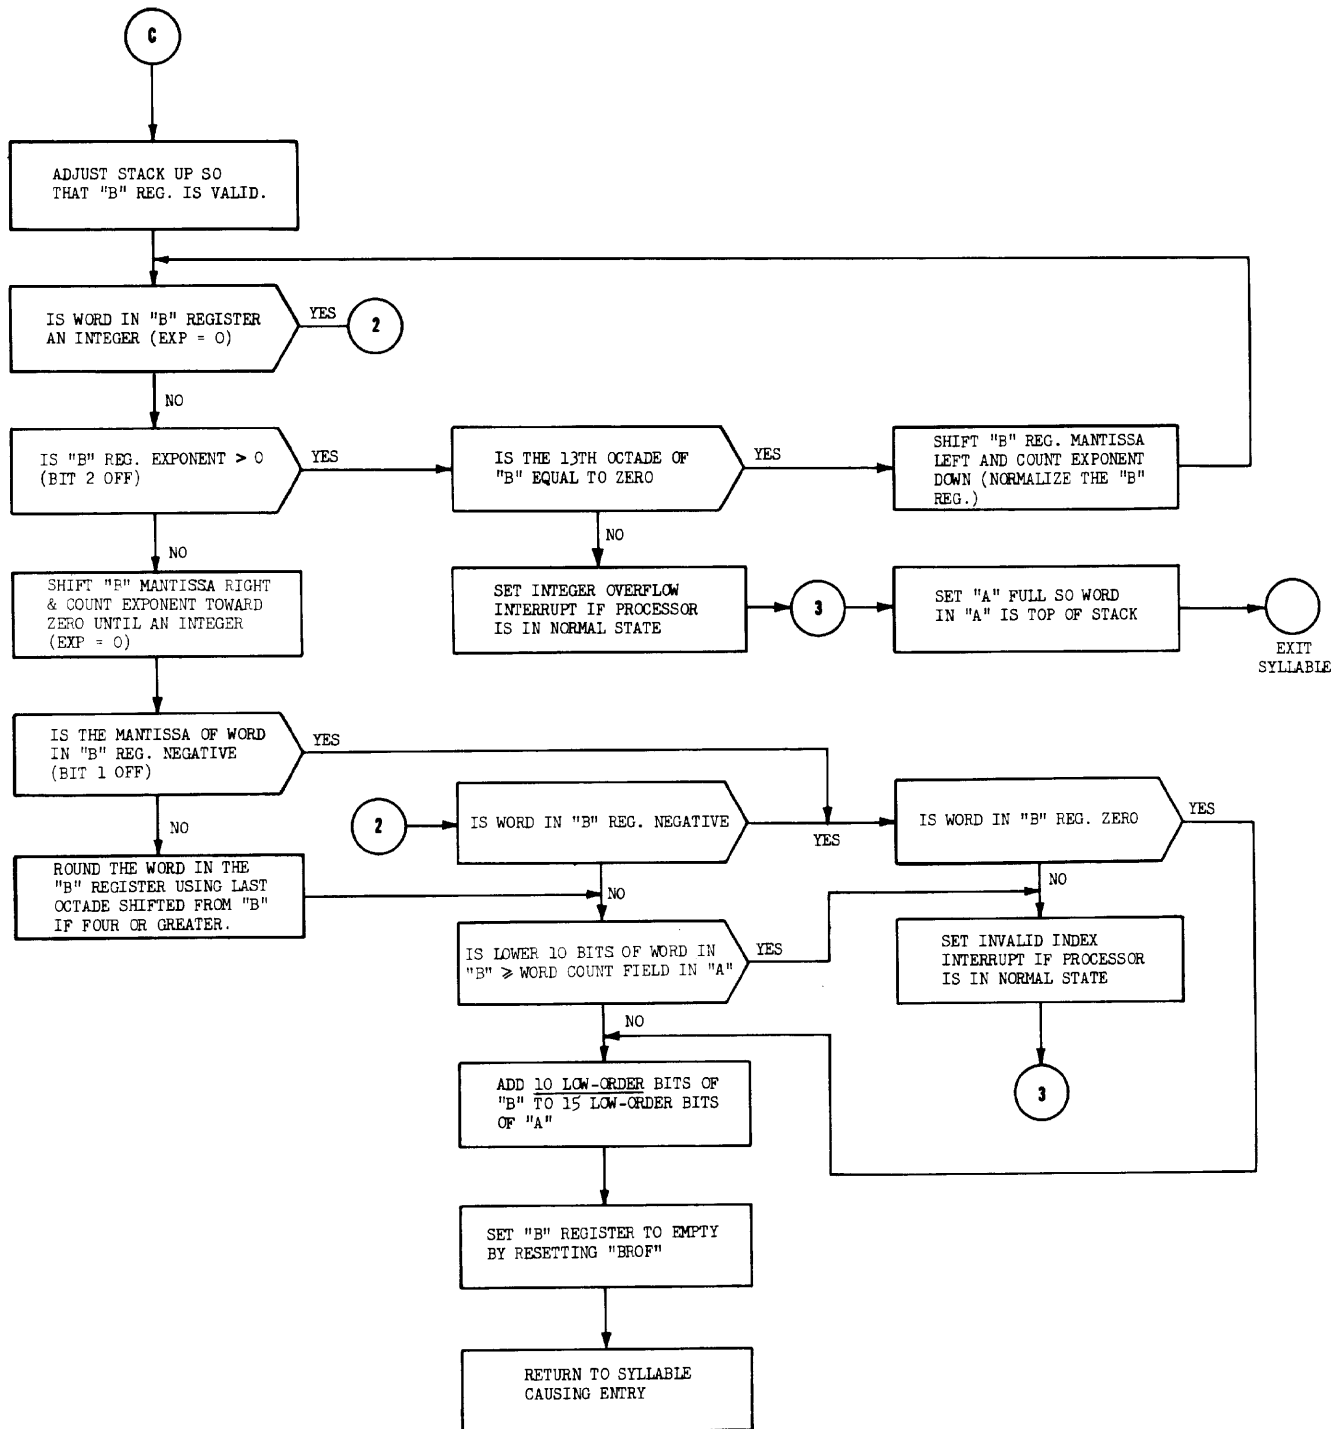 C
ADJUST STACK UP SO
THAT "B" REG. IS VALID.
IS WORD IN "B" REGISTER
AN INTEGER (EXP = 0)
YES
2
NO
IS "B" REG. EXPONENT > 0
(BIT 2 OFF)
YES
IS THE 13TH OCTADE OF
"B" EQUAL TO ZERO
YES
SHIFT "B" REG. MANTISSA
LEFT AND COUNT EXPONENT
DOWN (NORMALIZE THE "B"
REG.)
NO
NO
SHIFT "B" MANTISSA RIGHT
& COUNT EXPONENT TOWARD
ZERO UNTIL AN INTEGER
(EXP = 0)
SET INTEGER OVERFLOW
INTERRUPT IF PROCESSOR
IS IN NORMAL STATE
3
SET "A" FULL SO WORD
IN "A" IS TOP OF STACK
EXIT
SYLLABLE
IS THE MANTISSA OF WORD
IN "B" REG. NEGATIVE
(BIT 1 OFF)
YES
NO
2
IS WORD IN "B" REG. NEGATIVE
YES
IS WORD IN "B" REG. ZERO
YES
ROUND THE WORD IN THE
"B" REGISTER USING LAST
OCTADE SHIFTED FROM "B"
IF FOUR OR GREATER.
NO
NO
IS LOWER 10 BITS OF WORD IN
"B" ⩾ WORD COUNT FIELD IN "A"
YES
SET INVALID INDEX
INTERRUPT IF PROCESSOR
IS IN NORMAL STATE
NO
3
ADD 10 LOW-ORDER BITS OF
"B" TO 15 LOW-ORDER BITS
OF "A"
SET "B" REGISTER TO EMPTY
BY RESETTING "BROF"
RETURN TO SYLLABLE
CAUSING ENTRY